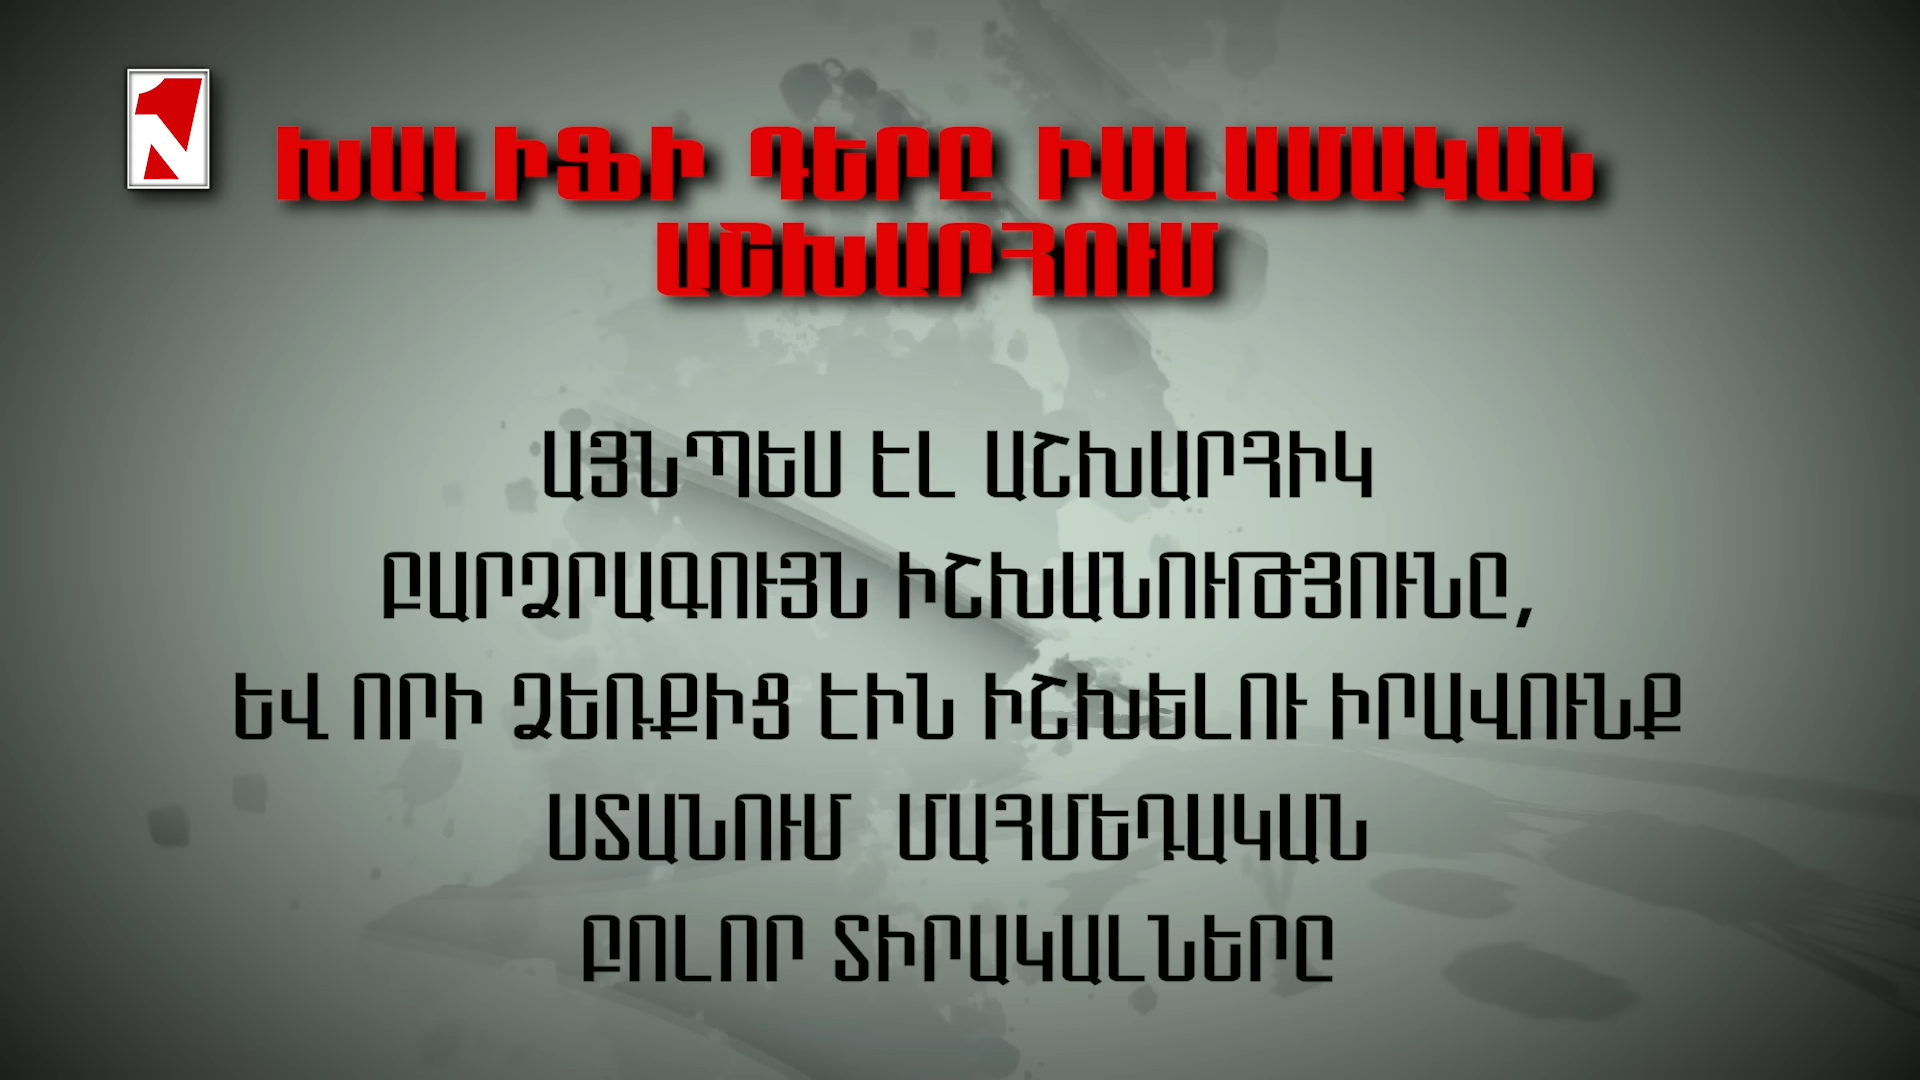 1N
ԽԱԼԻՖԻ ԴԵՐԸ ԻՍԼԱՄԱԿԱՆ
ԱՇԽԱՐՀՈՒՄ
ԱՅՆՊԵՍ ԷԼ ԱՇԽԱՐՀԻԿ
ԲԱՐՁՐԱԳՈՒՅՆ ԻՇԽԱՆՈՒԹՅՈՒՆԸ,
ԵՎ ՈՐԻ ՁԵՌՔԻՑ ԷԻՆ ԻՇԽԵԼՈՒ ԻՐԱՎՈՒՆՔ
ՍՏԱՆՈՒՄ ՄԱՀՄԵԴԱԿԱՆ
ԲՈԼՈՐ ՏԻՐԱԿԱԼՆԵՐԸ